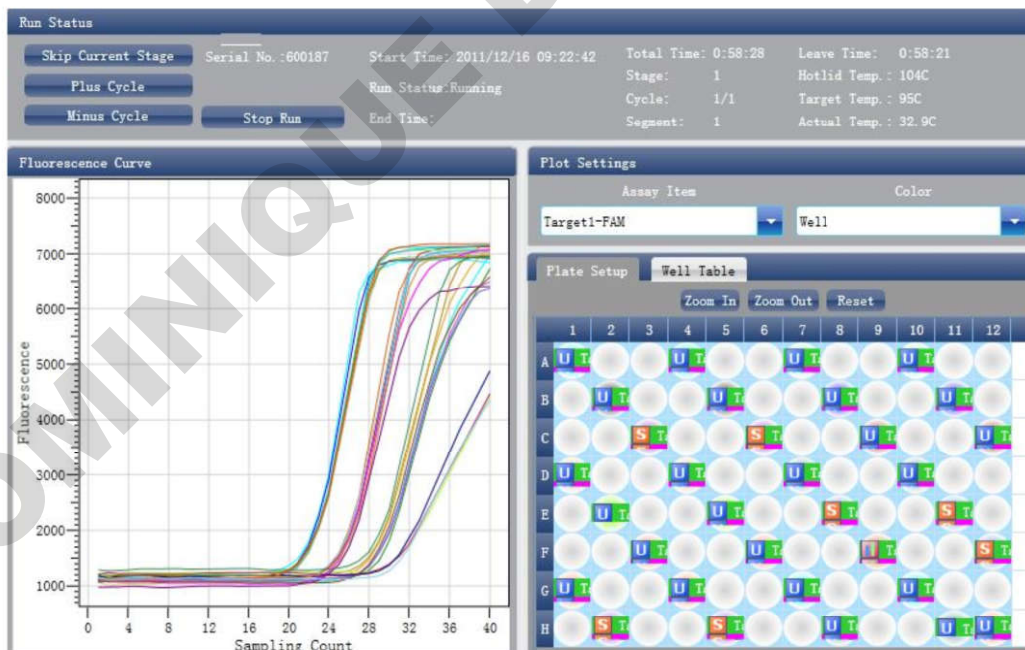 Run Status
Skip Current Stage
Plus Cycle
Minus Cycle
Serial No.:600187
Stop Run
Start Time: 2011/12/16 09:22:42
Run Status:Running
End Time:
Total Time: 0:58:28
Stage: 1
Cycle: 1/1
Segment: 1
Leave Time: 0:58:21
Hotlid Temp.: 104C
Target Temp.: 95C
Actual Temp.: 32.9C
Fluorescence Curve
8000
7000
6000
5000
4000
3000
2000
1000
Fluorescence
0 4 8 12 16 20 24 28 32 36 40
Sampling Count
Plot Settings
Assay Item
Color
Target1-FAM
Well
Plate Setup
Well Table
Zoom In Zoom Out Reset
1 2 3 4 5 6 7 8 9 10 11 12
A U T U T U T U T
B U T U T U T U T
C S T S T U T U T
D U T U T U T U T
E U T U T S T S T
F U T U T T S T
G U T U T U T U T
H S T S T U T U T U T
OMINIQUE